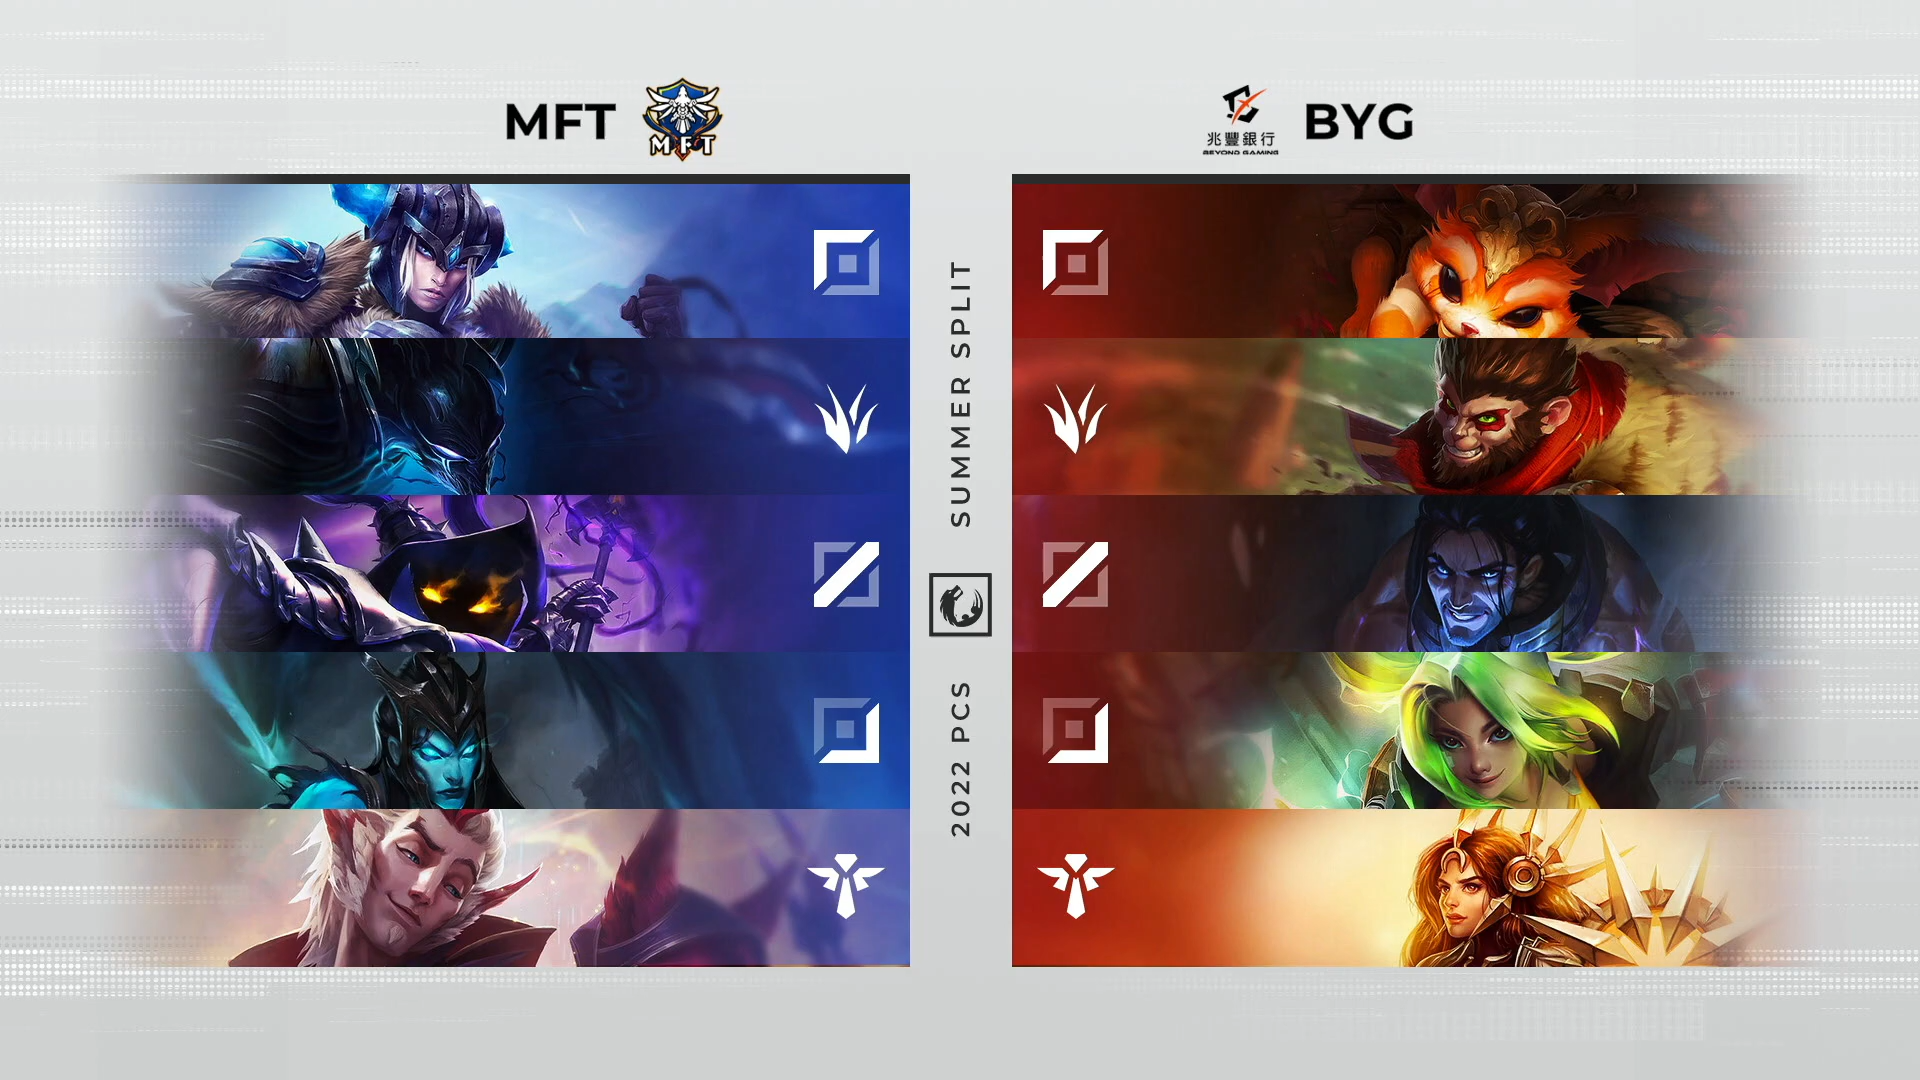 MFT
MFT
兆豐銀行
BEYOND GAMING
BYG
SUMMER SPLIT
2022 PCS